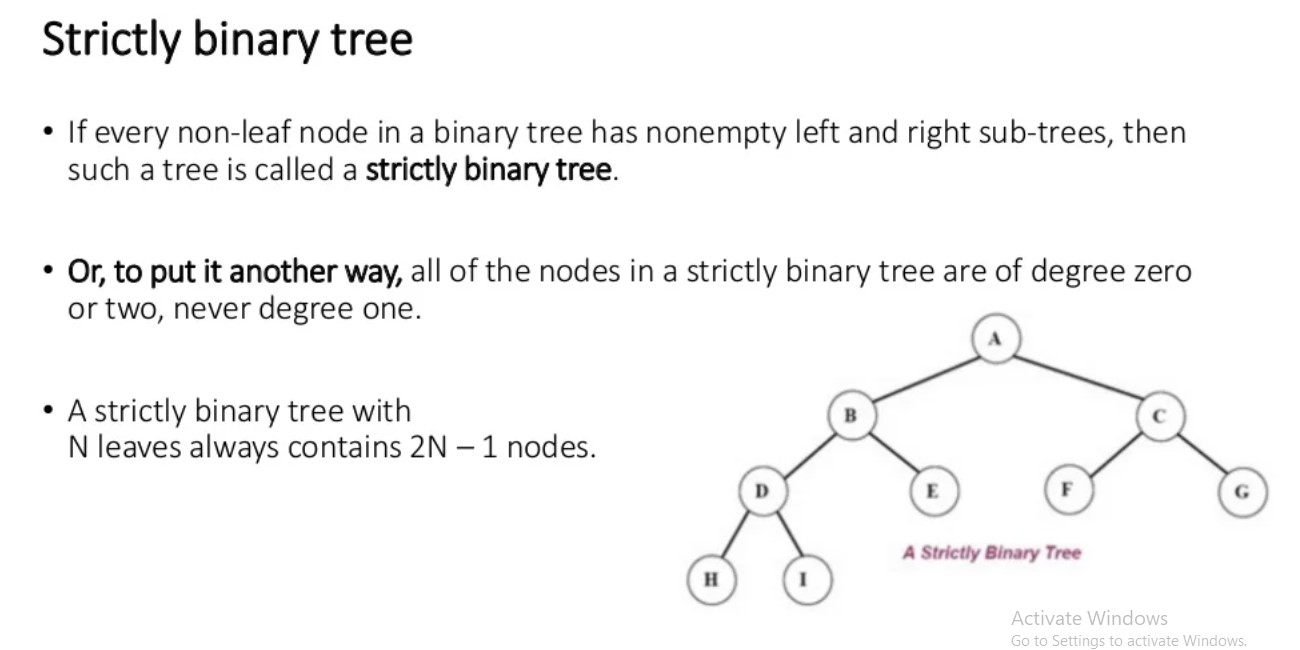 Strictly binary tree
• If every non-leaf node in a binary tree has nonempty left and right sub-trees, then
such a tree is called a strictly binary tree.
• Or, to put it another way, all of the nodes in a strictly binary tree are of degree zero
or two, never degree one.
• A strictly binary tree with
N leaves always contains 2N – 1 nodes.
A
B
C
D
E
F
G
H
I
A Strictly Binary Tree
Activate Windows
Go to Settings to activate Windows.